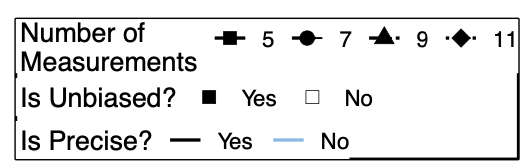 Number of Measurements 5 7 9 11
Is Unbiased? Yes No
Is Precise? Yes No